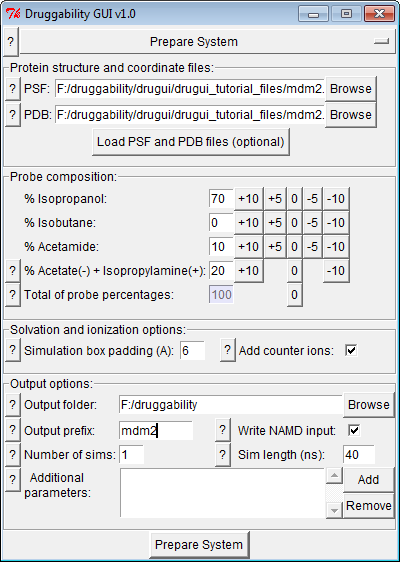 Druggability GUI v1.0
? Prepare System
Protein structure and coordinate files:
? PSF: F:/druggability/drugui/drugui_tutorial_files/mdm2. Browse
? PDB: F:/druggability/drugui/drugui_tutorial_files/mdm2. Browse
Load PSF and PDB files (optional)
Probe composition:
% Isopropanol: 70 +10 +5 0 -5 -10
% Isobutane: 0 +10 +5 0 -5 -10
% Acetamide: 10 +10 +5 0 -5 -10
? % Acetate(-) + Isopropylamine(+): 20 +10 0 -10
? Total of probe percentages: 100 0
Solvation and ionization options:
? Simulation box padding (A): 6 ? Add counter ions:
Output options:
? Output folder: F:/druggability Browse
? Output prefix: mdm2 ? Write NAMD input:
? Number of sims: 1 ? Sim length (ns): 40
? Additional Add
parameters: Remove
Prepare System